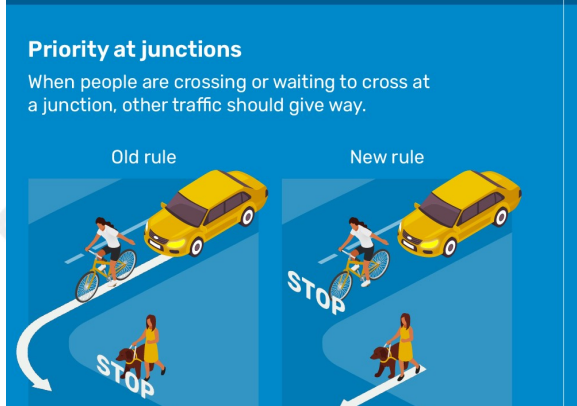 Priority at junctions
When people are crossing or waiting to cross at
a junction, other traffic should give way.
Old rule
New rule
STOP
STOP